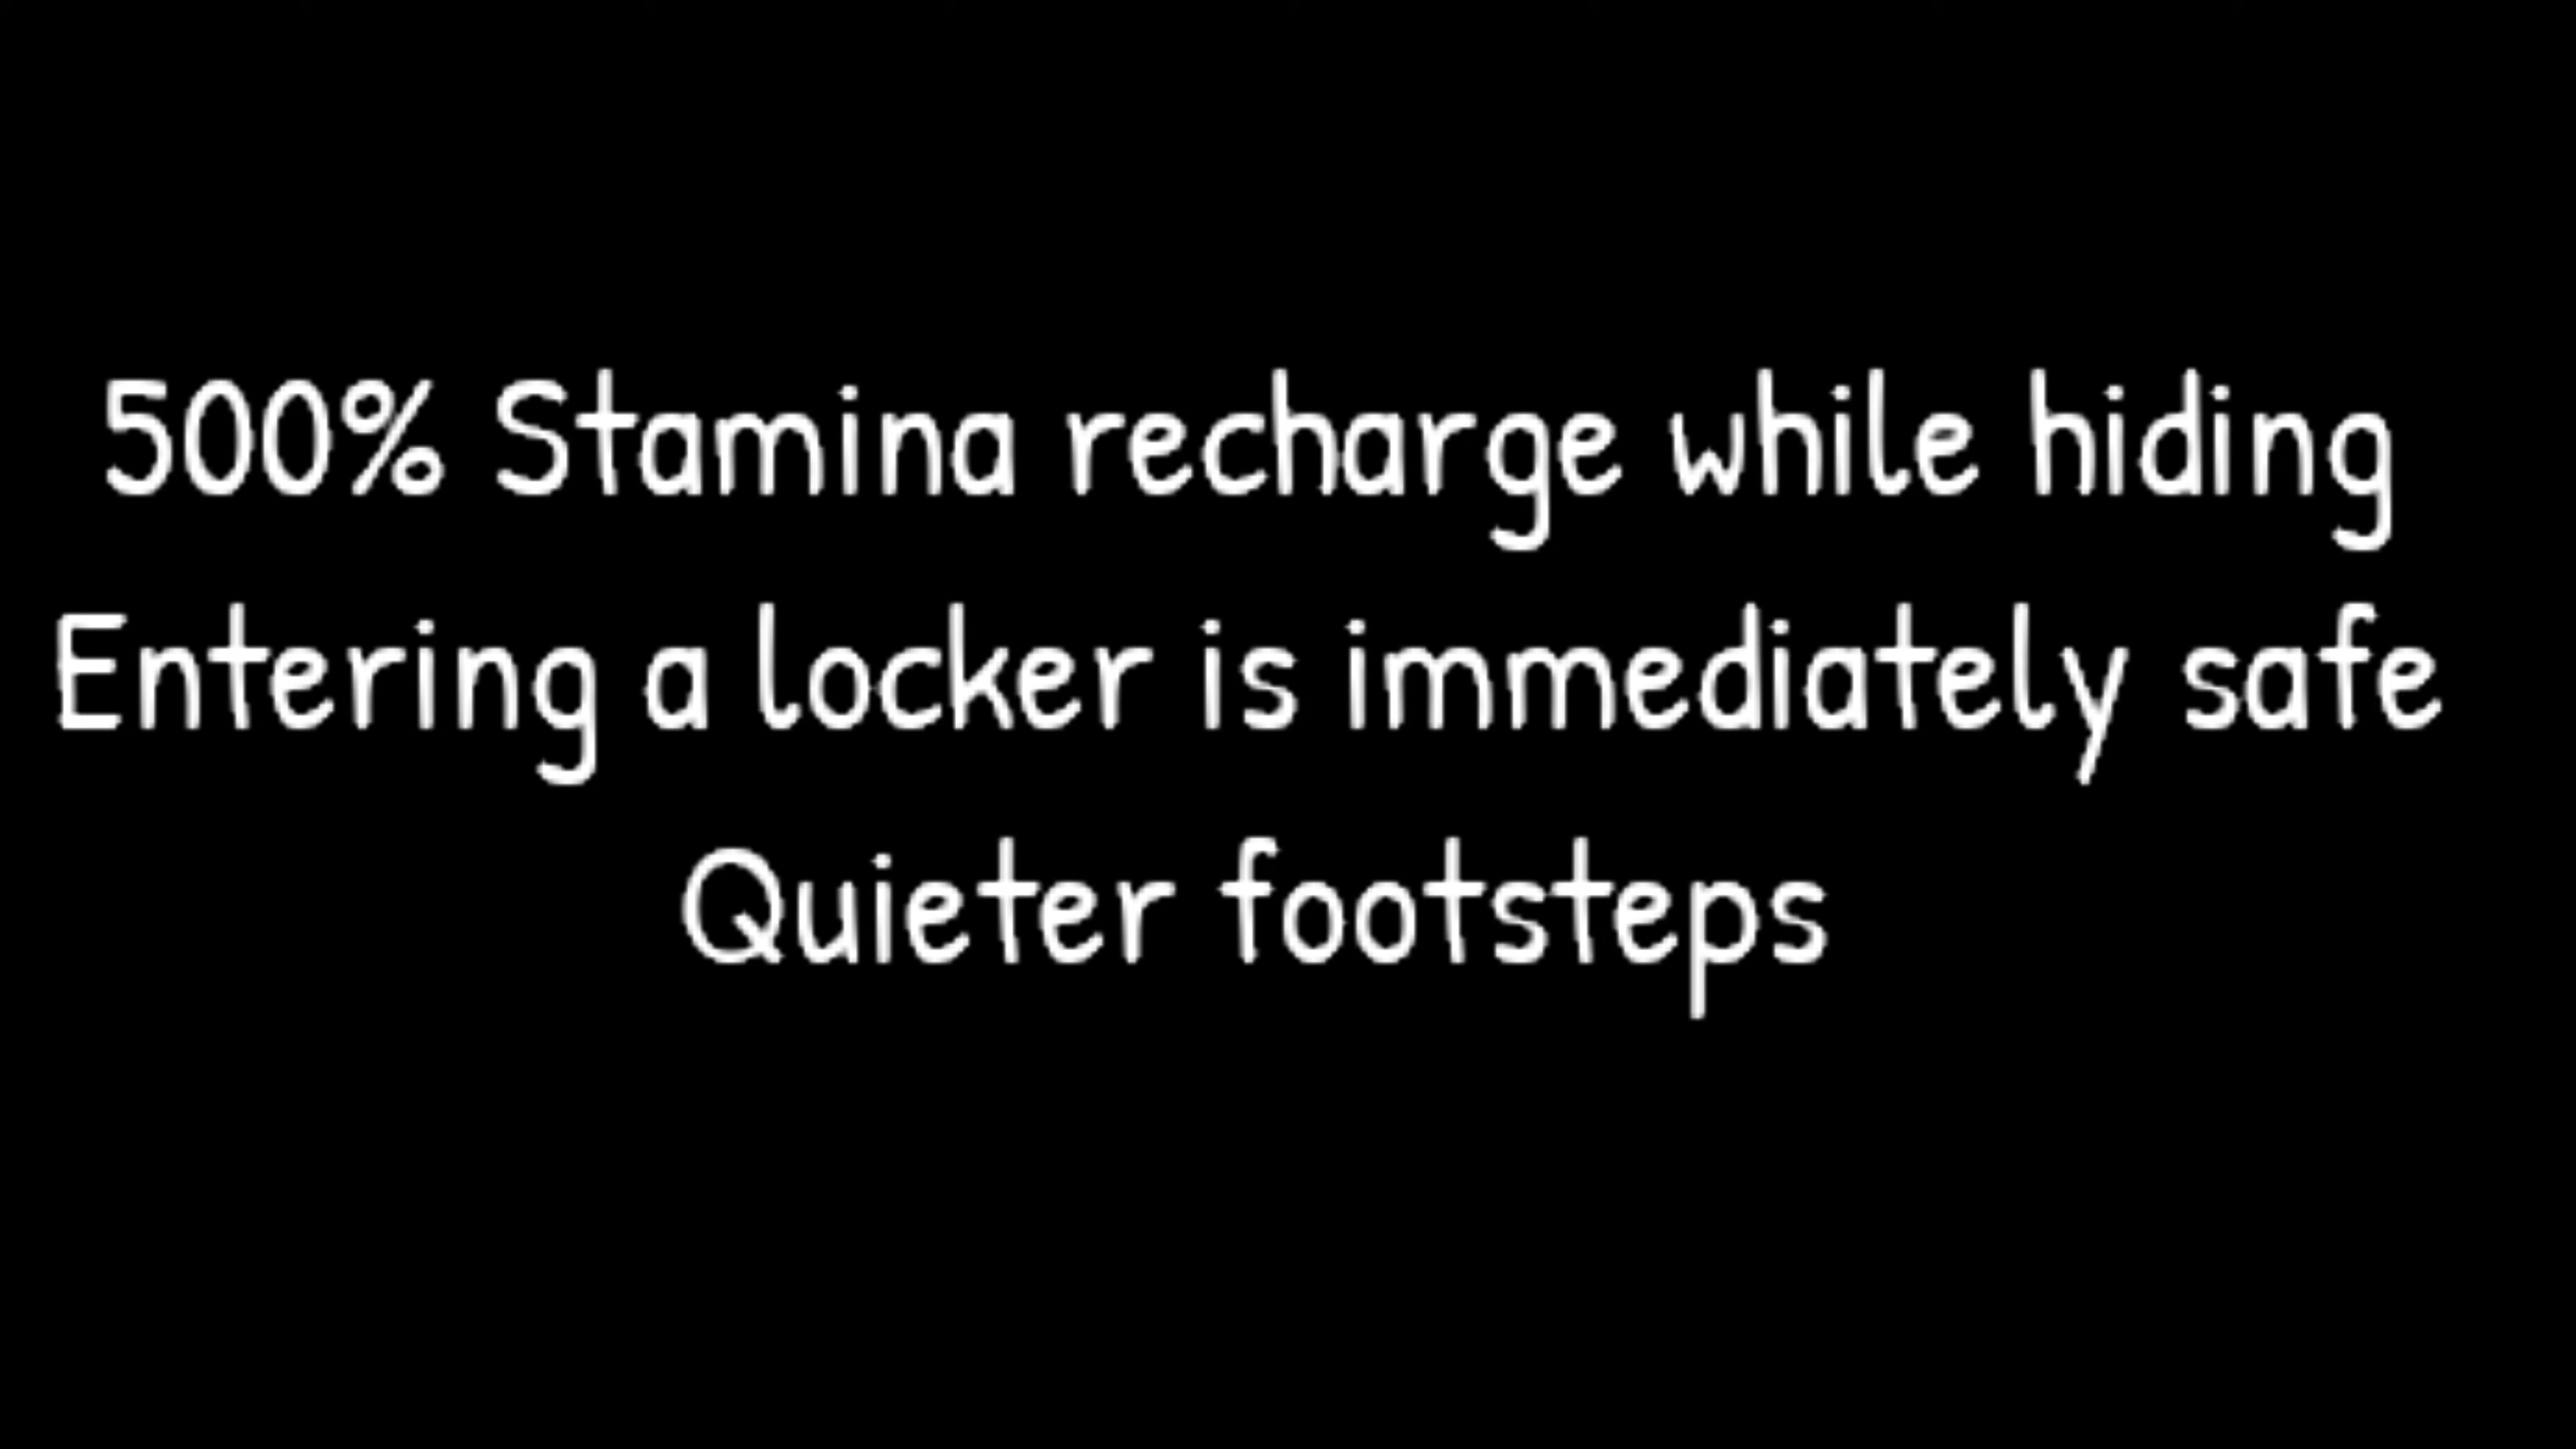 500% Stamina recharge while hiding
Entering a locker is immediately safe
Quieter footsteps